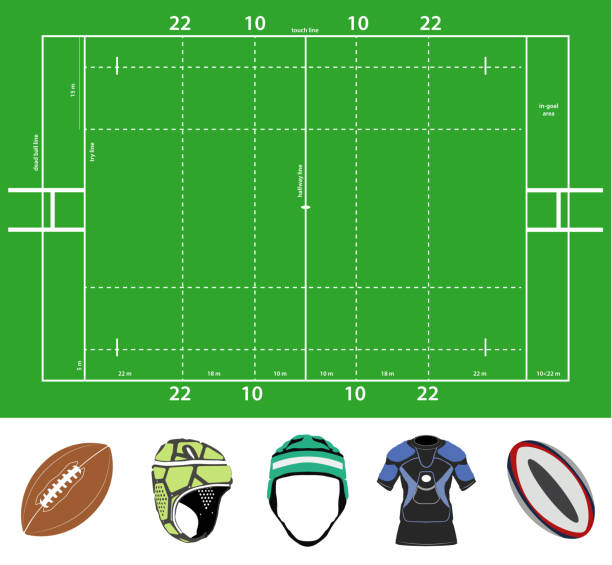 22 10 10 22
touch line
15 m
in-goal
area
dead ball line
try line
halfway line
5 m
22 m 18 m 10 m 10 m 18 m 22 m 10<22 m
22 10 10 22